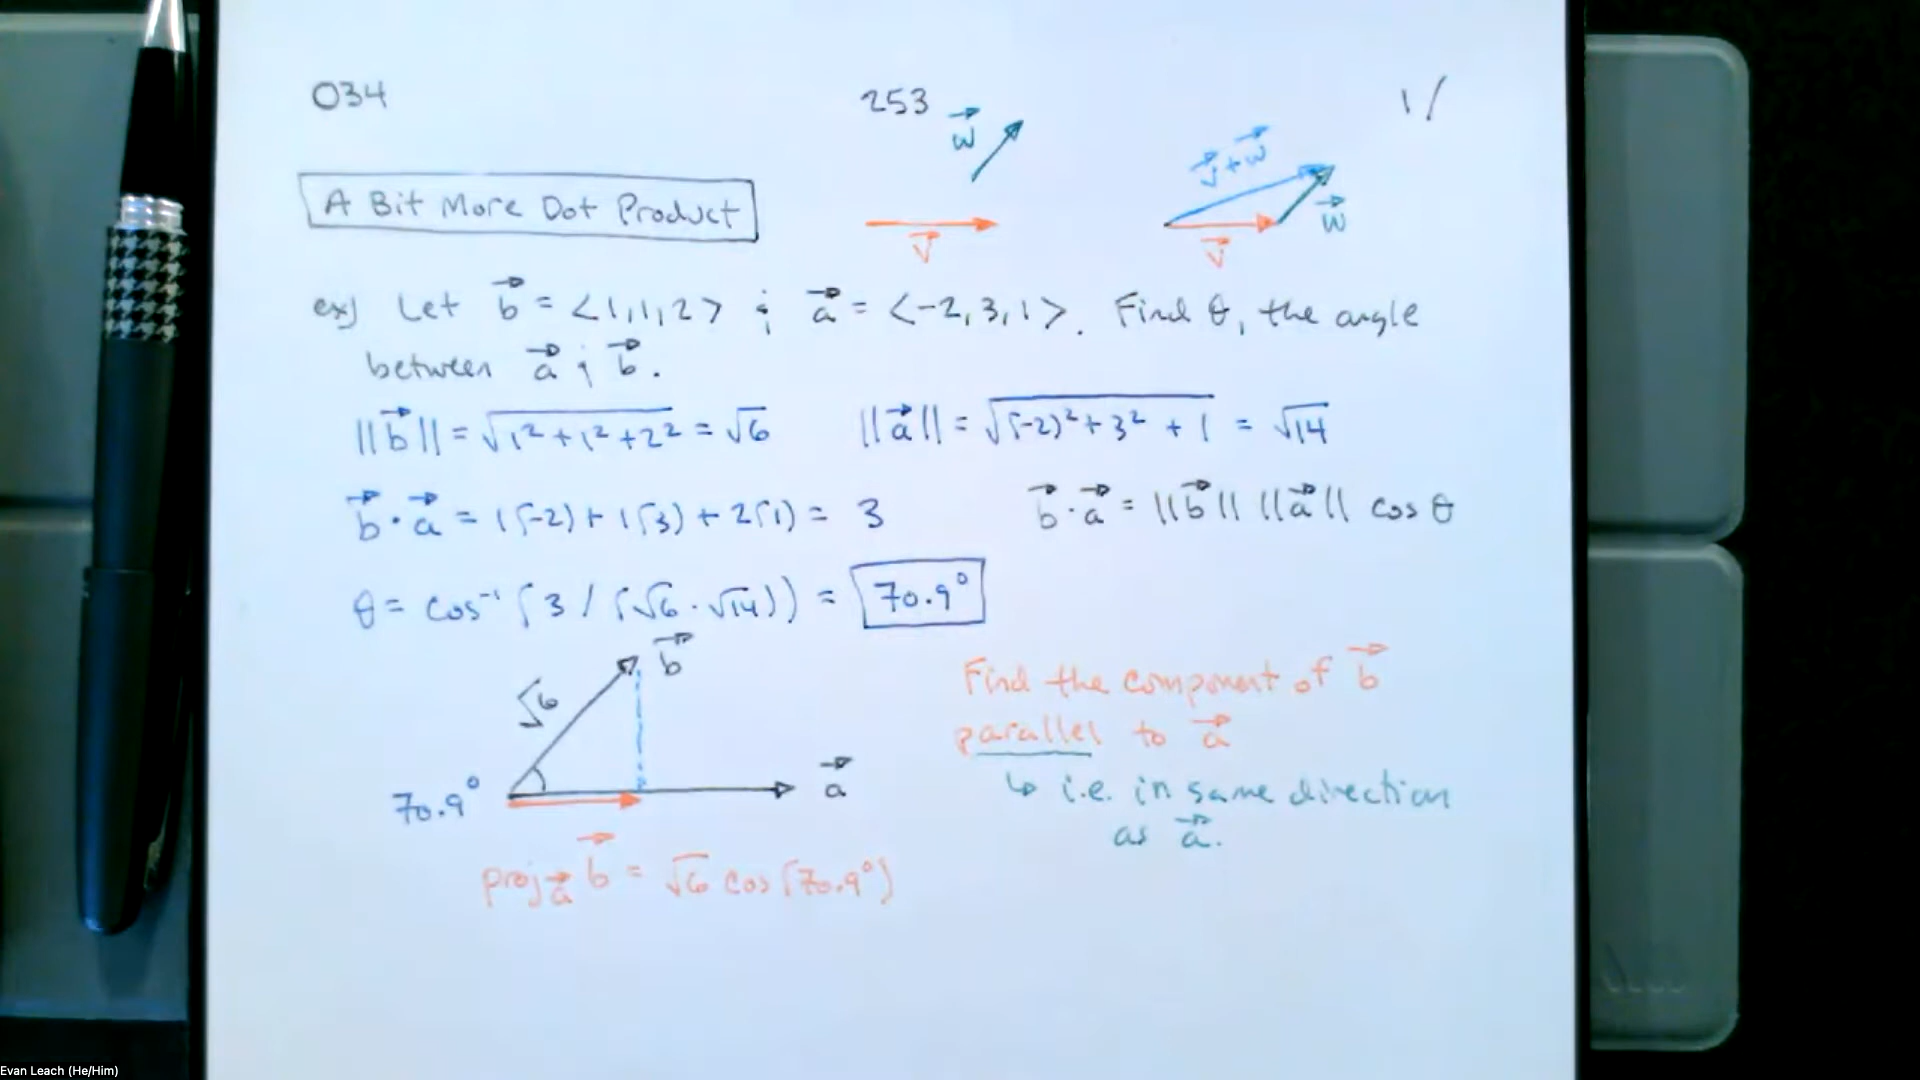 034 253 1/
w⃗ v⃗ + w⃗
A Bit More Dot Product
v⃗ v⃗ w⃗
ex) Let b⃗ = <1,1,2> & a⃗ = <-2,3,1>. Find θ, the angle
between a⃗ & b⃗.
||b⃗|| = √(1² + 1² + 2²) = √6 ||a⃗|| = √((-2)² + 3² + 1) = √14
b⃗ · a⃗ = 1(-2) + 1(3) + 2(1) = 3 b⃗ · a⃗ = ||b⃗|| ||a⃗|| cos θ
θ = cos⁻¹(3 / (√6 · √14)) = 70.9°
b⃗
√6
70.9° a⃗
proj_a⃗ b⃗ = √6 cos(70.9°)
Find the component of b⃗
parallel to a⃗
↳ i.e. in same direction
as a⃗.
Evan Leach (He/Him)